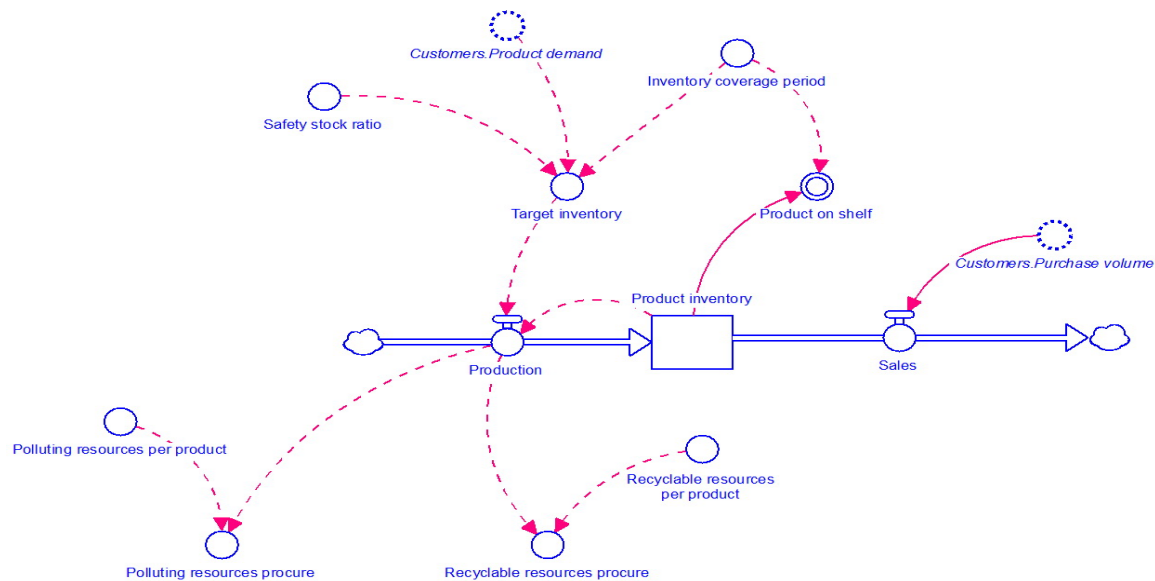 Customers.Product demand
Inventory coverage period
Safety stock ratio
Target inventory
Product on shelf
Customers.Purchase volume
Product inventory
Production
Sales
Polluting resources per product
Recyclable resources
per product
Polluting resources procure
Recyclable resources procure